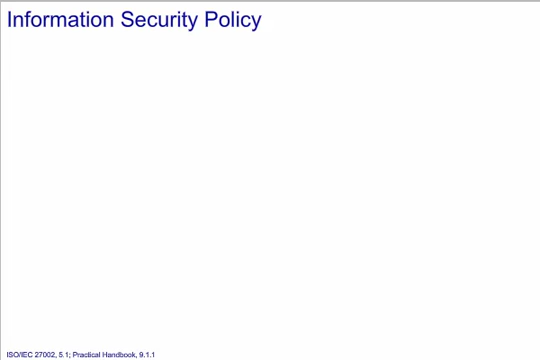 Information Security Policy
ISO/IEC 27002, 5.1; Practical Handbook, 9.1.1